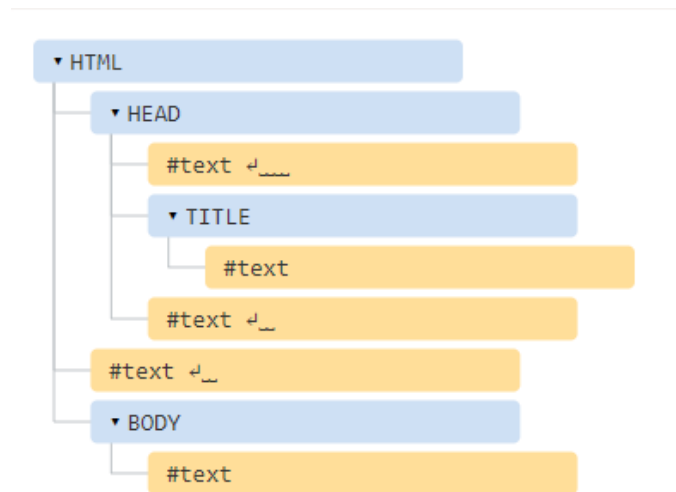 ▾ HTML
▾ HEAD
#text ↵␣␣␣␣
▾ TITLE
#text
#text ↵␣␣
#text ↵␣␣
▾ BODY
#text